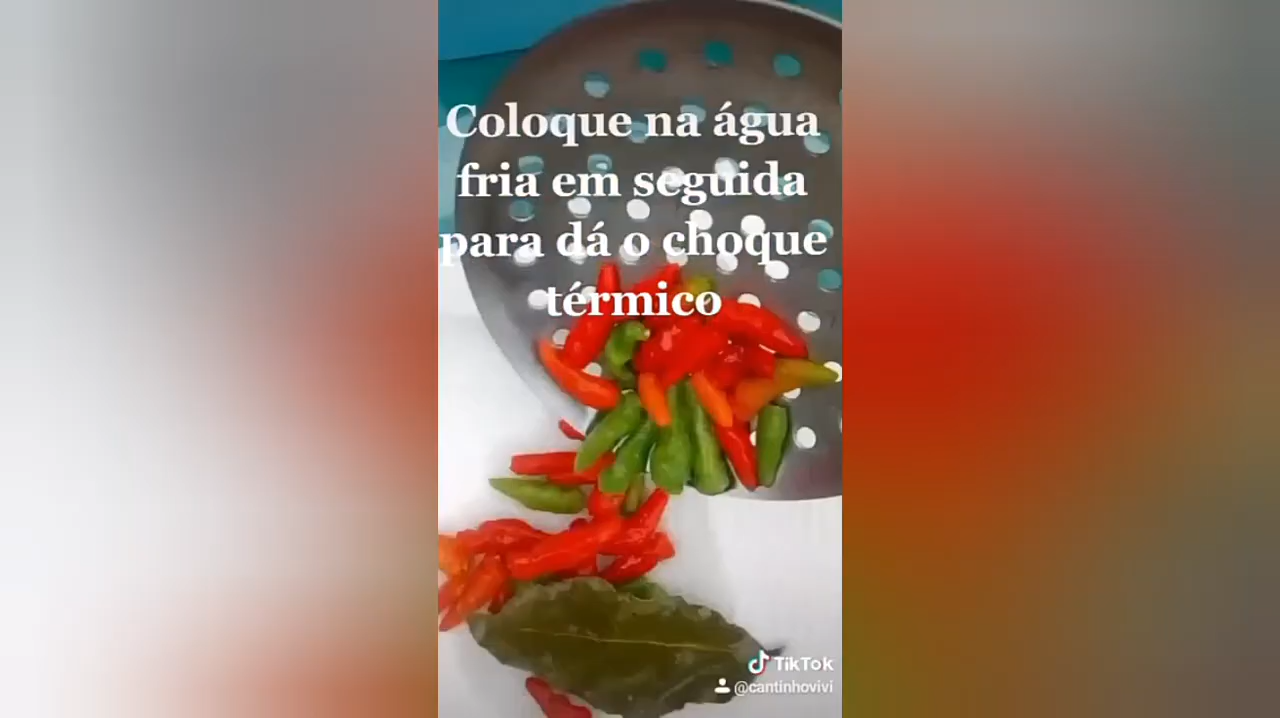 Coloque na água
fria em seguida
para dá o choque
térmico
TikTok
@cantinhovivi